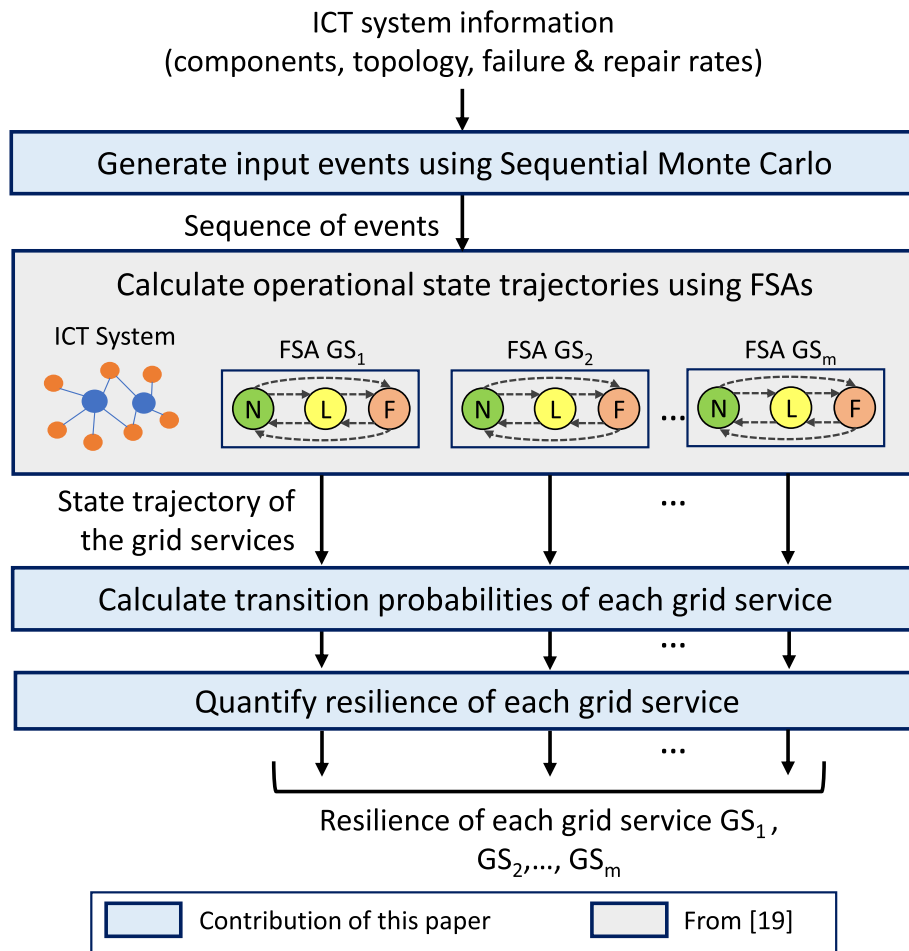 ICT system information
(components, topology, failure & repair rates)
Generate input events using Sequential Monte Carlo
Sequence of events
Calculate operational state trajectories using FSAs
ICT System
FSA GS₁
FSA GS₂
FSA GSₘ
N L F
N L F
...
N L F
State trajectory of
the grid services
...
Calculate transition probabilities of each grid service
...
Quantify resilience of each grid service
...
Resilience of each grid service GS₁ ,
GS₂,..., GSₘ
Contribution of this paper
From [19]